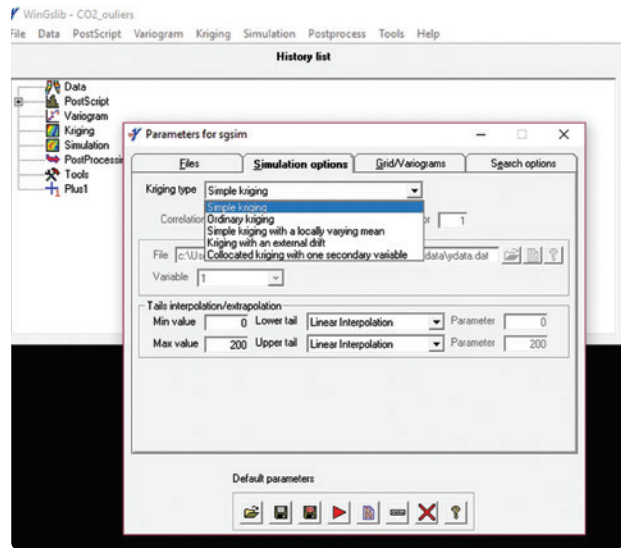 WinGslib - CO2_ouliers
File Data PostScript Variogram Kriging Simulation Postprocess Tools Help
History list
Data
PostScript
Variogram
Kriging
Simulation
PostProcessin
Tools
Plus1
Parameters for sgsim
Files Simulation options Grid/Variograms Search options
Kriging type Simple kriging
Simple kriging
Ordinary kriging
Simple kriging with a locally varying mean
Kriging with an external drift
Collocated kriging with one secondary variable
Correlation or 1
File c:\Us data\ydata.dat
Variable 1
Tails interpolation/extrapolation
Min value 0 Lower tail Linear Interpolation Parameter 0
Max value 200 Upper tail Linear Interpolation Parameter 200
Default parameters